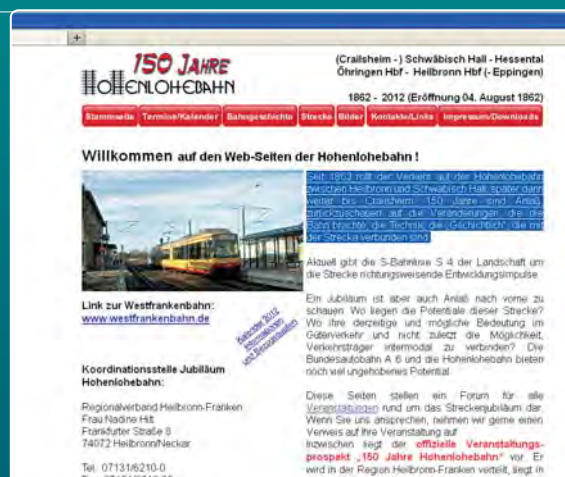 150 JAHRE
HOHENLOHEBAHN
(Crailsheim - ) Schwäbisch Hall - Hessental
Öhringen Hbf - Heilbronn Hbf (- Eppingen)
1862 - 2012 (Eröffnung 04. August 1862)
Stammseite Termine/Kalender Bahngeschichte Strecke Bilder Kontakte/Links Impressum/Downloads
Willkommen auf den Web-Seiten der Hohenlohebahn !
Seit 1862 rollt der Verkehr auf der Hohenlohebahn
zwischen Heilbronn und Schwäbisch Hall, später dann
weiter bis Crailsheim. 150 Jahre sind Anlaß,
zurückzuschauen auf die Veränderungen, die die
Bahn brachte, die Technik, die „Gschichtlich“, die mit
der Strecke verbunden sind.
Aktuell gibt die S-Bahnlinie S 4 der Landschaft um
die Strecke richtungsweisende Entwicklungsimpulse.
Ein Jubiläum ist aber auch Anlaß nach vorne zu
schauen. Wo liegen die Potentiale dieser Strecke?
Wo ihre derzeitige und mögliche Bedeutung im
Güterverkehr und nicht zuletzt die Möglichkeit,
Verkehrsträger intermodal zu verbinden? Die
Bundesautobahn A 6 und die Hohenlohebahn bieten
noch viel ungehobenes Potential.
Diese Seiten stellen ein Forum für alle
Veranstaltungen rund um das Streckenjubiläum dar.
Wenn Sie uns ansprechen, nehmen wir gerne einen
Verweis auf Ihre Veranstaltung auf.
Inzwischen liegt der offizielle Veranstaltungs-
prospekt „150 Jahre Hohenlohebahn“ vor. Er
wird in der Region Heilbronn-Franken verteilt, liegt in
Link zur Westfrankenbahn:
www.westfrankenbahn.de
Kalender 2012
Informationen
und Bezugsquellen
Koordinationsstelle Jubiläum
Hohenlohebahn:
Regionalverband Heilbronn-Franken
Frau Nadine Hilt
Frankfurter Straße 8
74072 Heilbronn/Neckar
Tel. 07131/6210-0